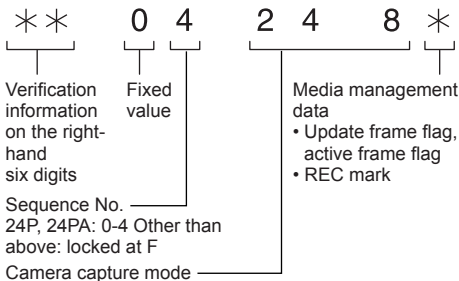 ** 0 4 2 4 8 *
Verification
information
on the right-
hand
six digits
Fixed
value
Media management
data
• Update frame flag,
active frame flag
• REC mark
Sequence No.
24P, 24PA: 0-4 Other than
above: locked at F
Camera capture mode